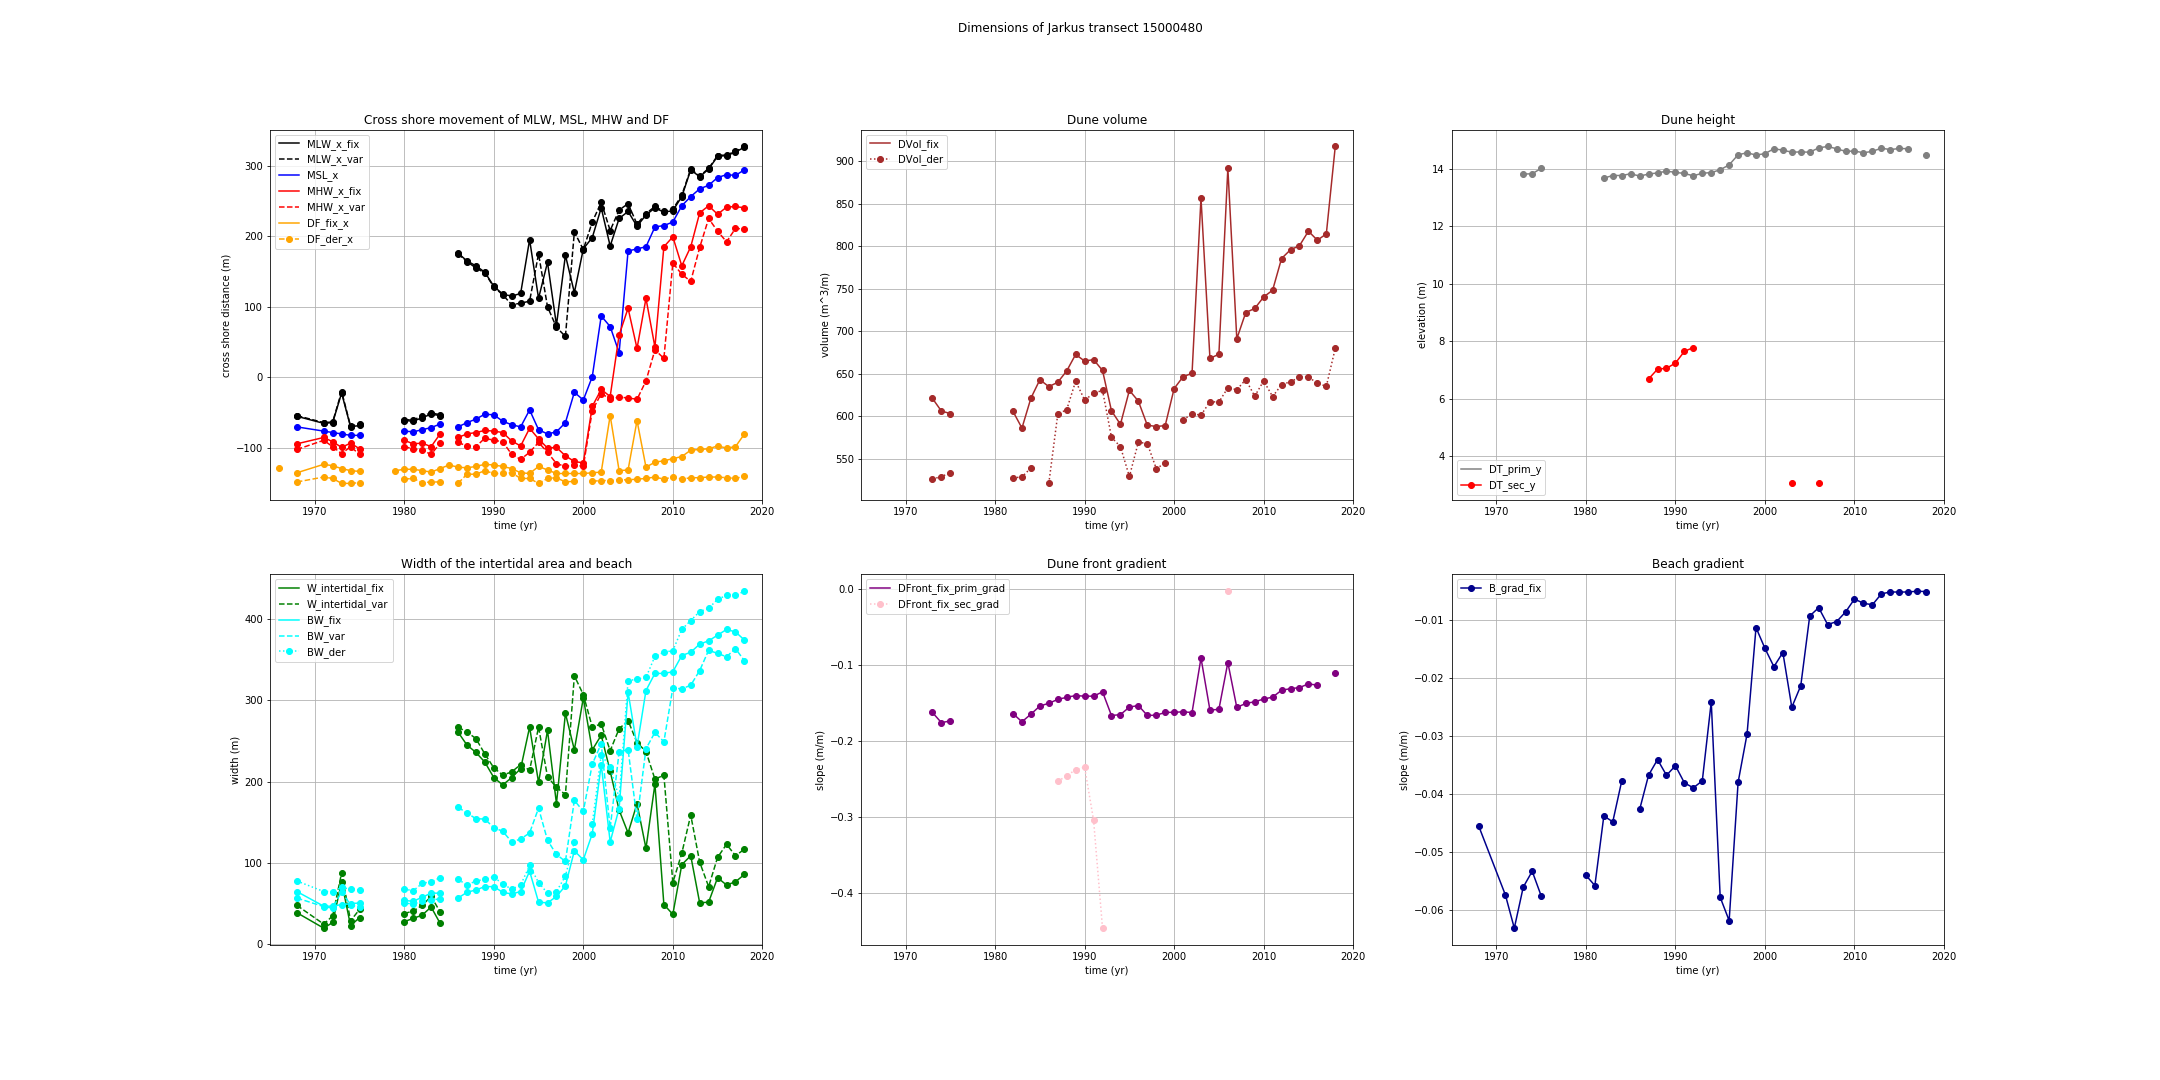 Dimensions of Jarkus transect 15000480
Cross shore movement of MLW, MSL, MHW and DF
MLW_x_fix
MLW_x_var
MSL_x
MHW_x_fix
MHW_x_var
DF_fix_x
DF_der_x
cross shore distance (m)
300
200
100
0
−100
1970 1980 1990 2000 2010 2020
time (yr)
Dune volume
DVol_fix
DVol_der
volume (m^3/m)
900
850
800
750
700
650
600
550
1970 1980 1990 2000 2010 2020
time (yr)
Dune height
DT_prim_y
DT_sec_y
elevation (m)
14
12
10
8
6
4
1970 1980 1990 2000 2010 2020
time (yr)
Width of the intertidal area and beach
W_intertidal_fix
W_intertidal_var
BW_fix
BW_var
BW_der
width (m)
400
300
200
100
0
1970 1980 1990 2000 2010 2020
time (yr)
Dune front gradient
DFront_fix_prim_grad
DFront_fix_sec_grad
slope (m/m)
0.0
−0.1
−0.2
−0.3
−0.4
1970 1980 1990 2000 2010 2020
time (yr)
Beach gradient
B_grad_fix
slope (m/m)
−0.01
−0.02
−0.03
−0.04
−0.05
−0.06
1970 1980 1990 2000 2010 2020
time (yr)